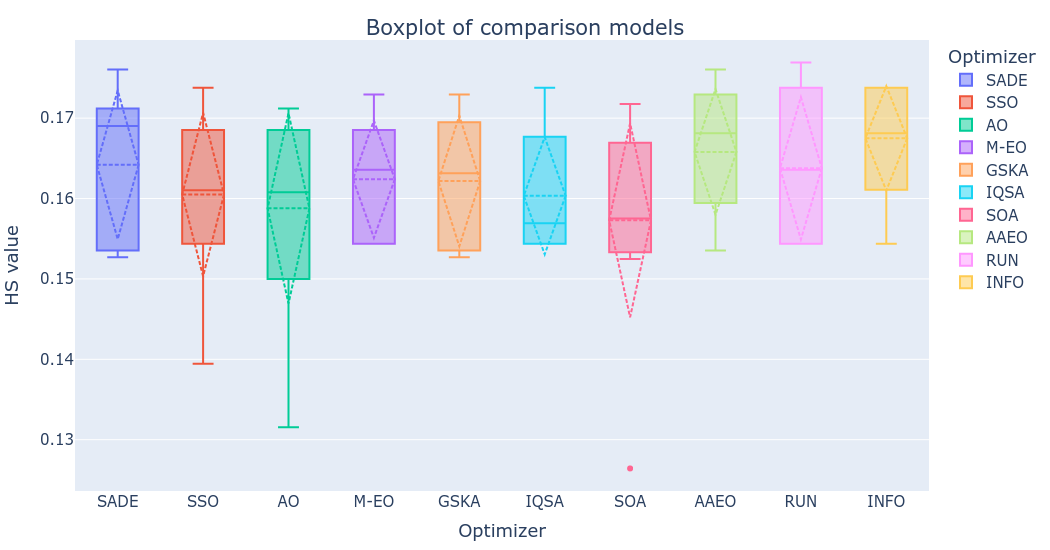 Boxplot of comparison models
HS value
0.17
0.16
0.15
0.14
0.13
SADE
SSO
AO
M-EO
GSKA
IQSA
SOA
AAEO
RUN
INFO
Optimizer
Optimizer
SADE
SSO
AO
M-EO
GSKA
IQSA
SOA
AAEO
RUN
INFO